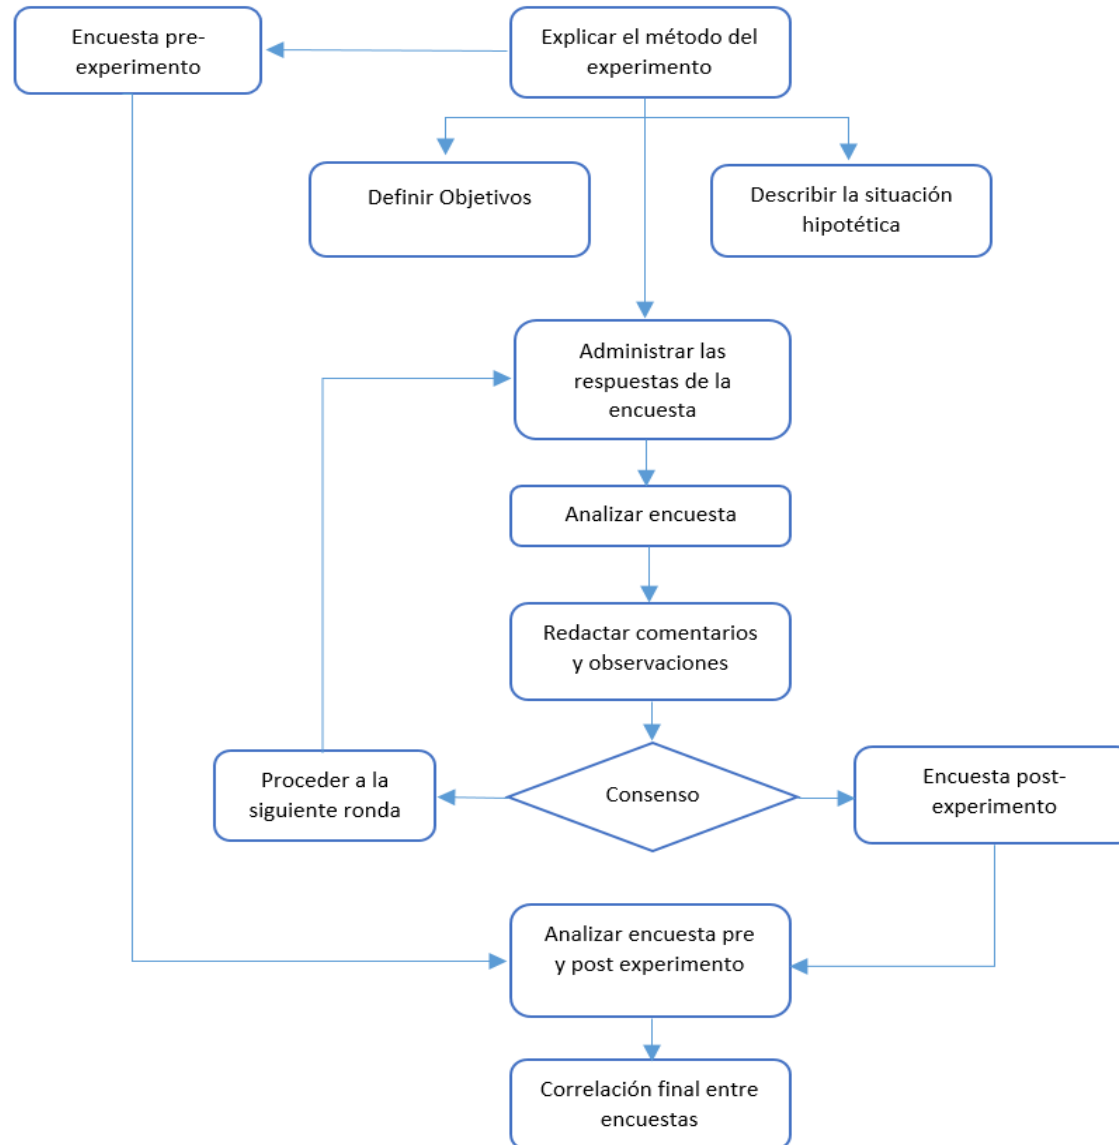 Encuesta pre-
experimento
Explicar el método del
experimento
Definir Objetivos
Describir la situación
hipotética
Administrar las
respuestas de la
encuesta
Analizar encuesta
Redactar comentarios
y observaciones
Proceder a la
siguiente ronda
Consenso
Encuesta post-
experimento
Analizar encuesta pre
y post experimento
Correlación final entre
encuestas